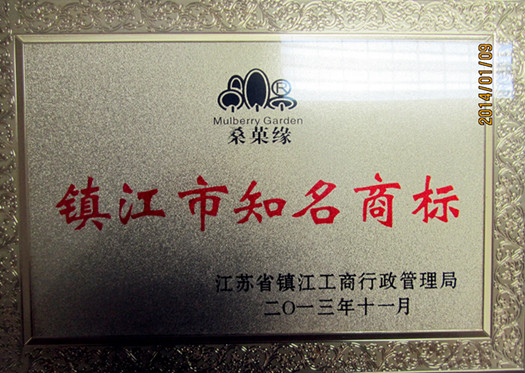 R
Mulberry Garden
桑菓缘
镇江市知名商标
江苏省镇江工商行政管理局
二〇一三年十一月
2014/01/09